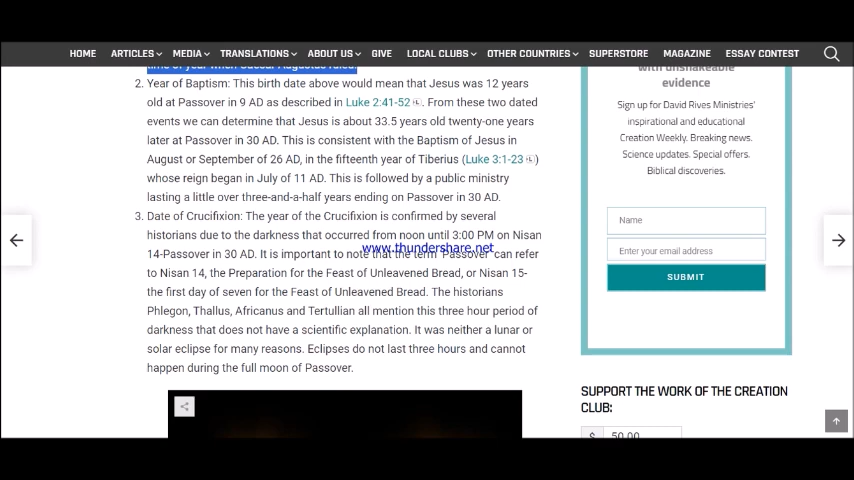 HOME ARTICLES MEDIA TRANSLATIONS ABOUT US GIVE LOCAL CLUBS OTHER COUNTRIES SUPERSTORE MAGAZINE ESSAY CONTEST
time of year when Caesar Augustus ruled.
2. Year of Baptism: This birth date above would mean that Jesus was 12 years
old at Passover in 9 AD as described in Luke 2:41-52. From these two dated
events we can determine that Jesus is about 33.5 years old twenty-one years
later at Passover in 30 AD. This is consistent with the Baptism of Jesus in
August or September of 26 AD, in the fifteenth year of Tiberius (Luke 3:1-23)
whose reign began in July of 11 AD. This is followed by a public ministry
lasting a little over three-and-a-half years ending on Passover in 30 AD.
3. Date of Crucifixion: The year of the Crucifixion is confirmed by several
historians due to the darkness that occurred from noon until 3:00 PM on Nisan
www.thundershare.net
14-Passover in 30 AD. It is important to note that the term "Passover" can refer
to Nisan 14, the Preparation for the Feast of Unleavened Bread, or Nisan 15-
the first day of seven for the Feast of Unleavened Bread. The historians
Phlegon, Thallus, Africanus and Tertullian all mention this three hour period of
darkness that does not have a scientific explanation. It was neither a lunar or
solar eclipse for many reasons. Eclipses do not last three hours and cannot
happen during the full moon of Passover.
with unshakeable
evidence
Sign up for David Rives Ministries'
inspirational and educational
Creation Weekly. Breaking news.
Science updates. Special offers.
Biblical discoveries.
Name
Enter your email address
SUBMIT
SUPPORT THE WORK OF THE CREATION
CLUB:
$ 50.00